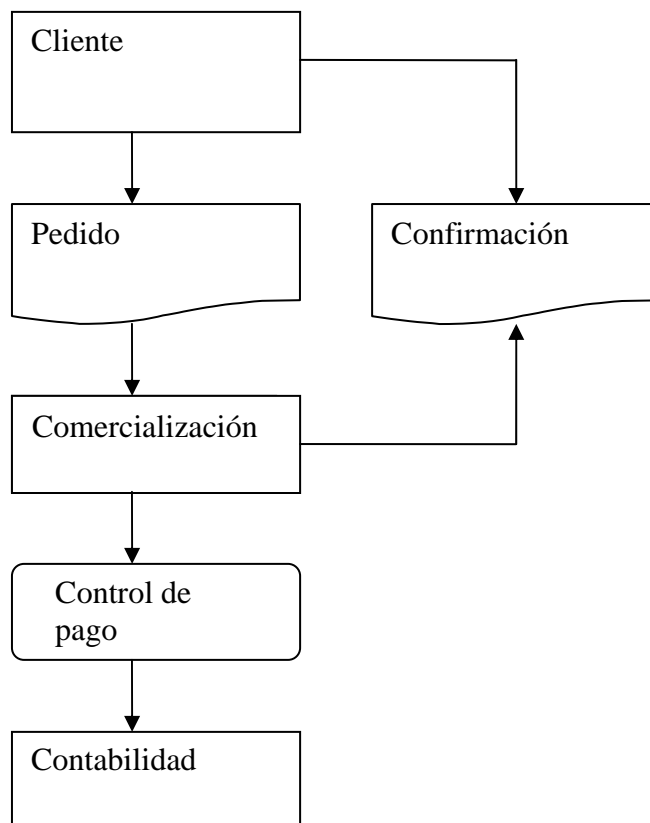 Cliente
Pedido
Confirmación
Comercialización
Control de
pago
Contabilidad